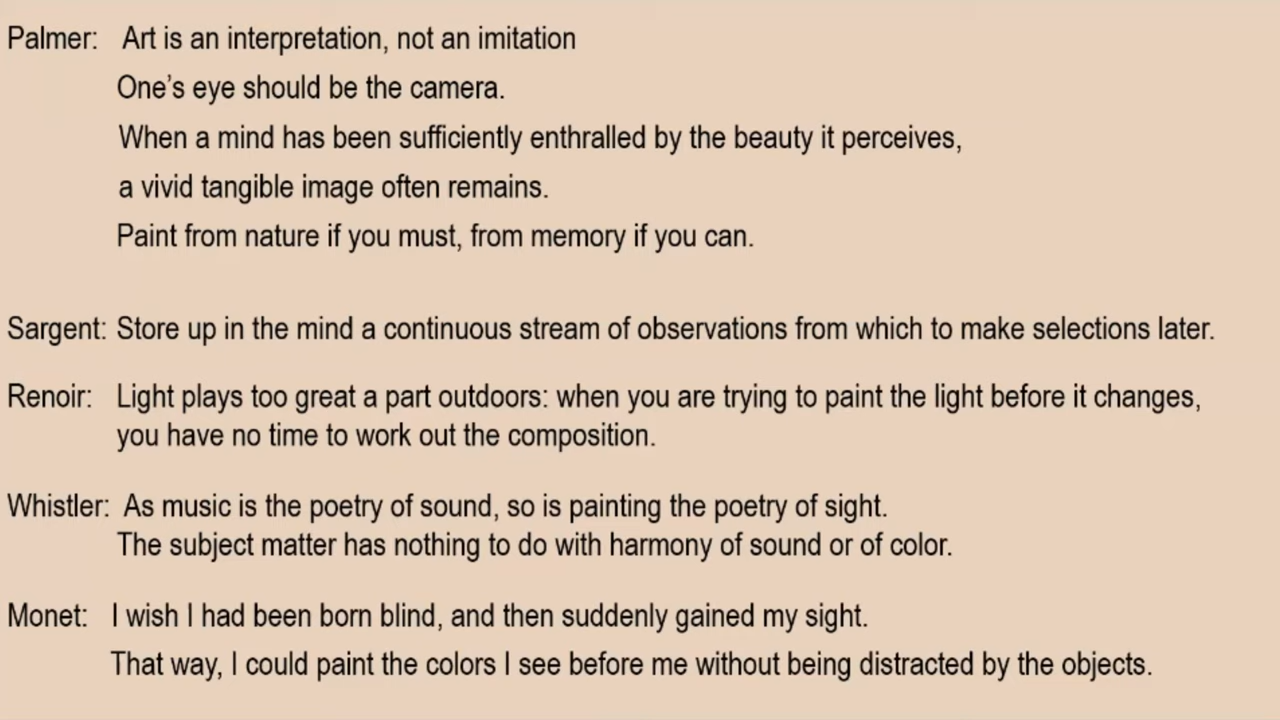 Palmer: Art is an interpretation, not an imitation
One’s eye should be the camera.
When a mind has been sufficiently enthralled by the beauty it perceives,
a vivid tangible image often remains.
Paint from nature if you must, from memory if you can.
Sargent: Store up in the mind a continuous stream of observations from which to make selections later.
Renoir: Light plays too great a part outdoors: when you are trying to paint the light before it changes,
you have no time to work out the composition.
Whistler: As music is the poetry of sound, so is painting the poetry of sight.
The subject matter has nothing to do with harmony of sound or of color.
Monet: I wish I had been born blind, and then suddenly gained my sight.
That way, I could paint the colors I see before me without being distracted by the objects.